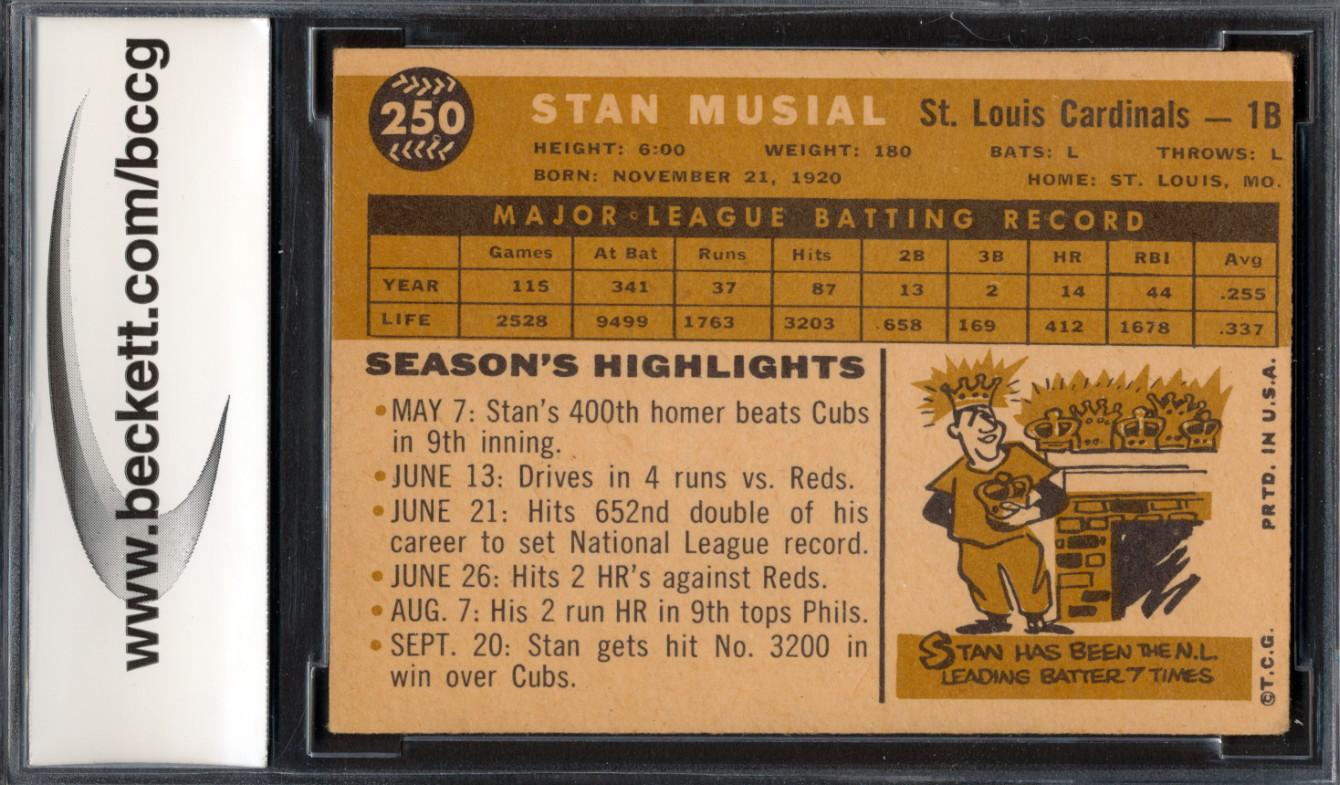 www.beckett.com/bccg
250
STAN MUSIAL St. Louis Cardinals — 1B
HEIGHT: 6:00 WEIGHT: 180 BATS: L THROWS: L
BORN: NOVEMBER 21, 1920 HOME: ST. LOUIS, MO.
MAJOR LEAGUE BATTING RECORD
Games At Bat Runs Hits 2B 3B HR RBI Avg
YEAR 115 341 37 87 13 2 14 44 .255
LIFE 2528 9499 1763 3203 658 169 412 1678 .337
SEASON'S HIGHLIGHTS
•MAY 7: Stan's 400th homer beats Cubs
in 9th inning.
•JUNE 13: Drives in 4 runs vs. Reds.
•JUNE 21: Hits 652nd double of his
career to set National League record.
•JUNE 26: Hits 2 HR's against Reds.
•AUG. 7: His 2 run HR in 9th tops Phils.
•SEPT. 20: Stan gets hit No. 3200 in
win over Cubs.
STAN HAS BEEN THE N.L.
LEADING BATTER 7 TIMES
©T.C.G. PRTD. IN U.S.A.